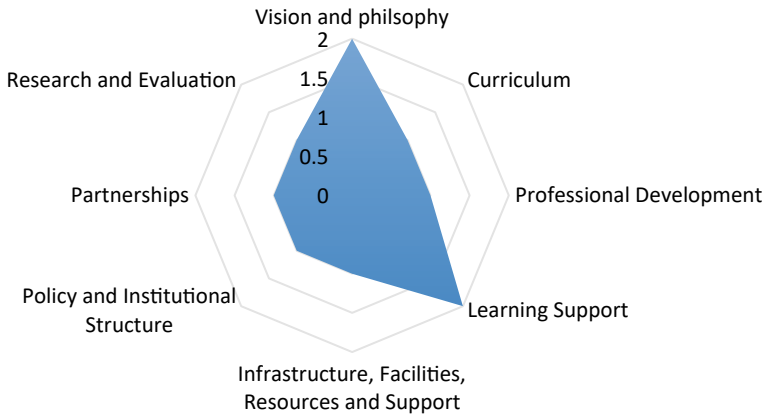 Vision and philsophy
2
Research and Evaluation
1.5
Curriculum
1
0.5
Partnerships
0
Professional Development
Policy and Institutional
Structure
Learning Support
Infrastructure, Facilities,
Resources and Support